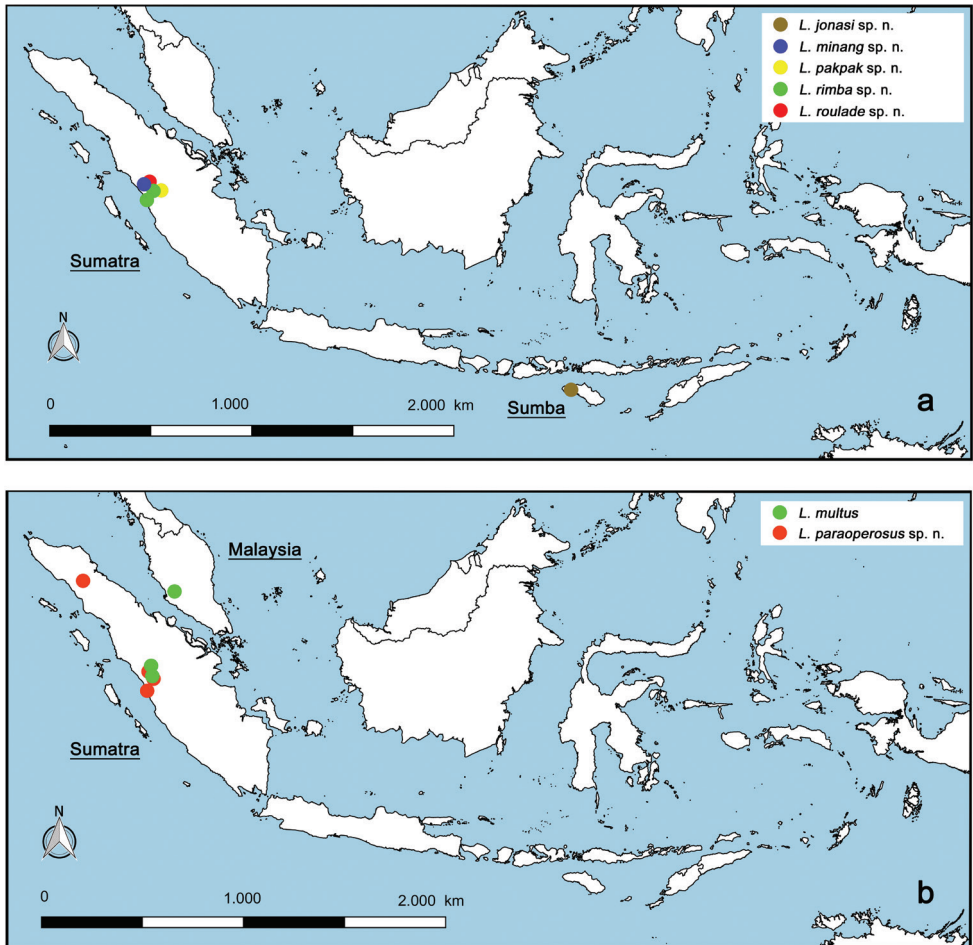 L. jonasi sp. n.
L. minang sp. n.
L. pakpak sp. n.
L. rimba sp. n.
L. roulade sp. n.
Sumatra
N
0 1.000 2.000 km
Sumba
a
L. multus
L. paraoperosus sp. n.
Malaysia
Sumatra
N
0 1.000 2.000 km
b